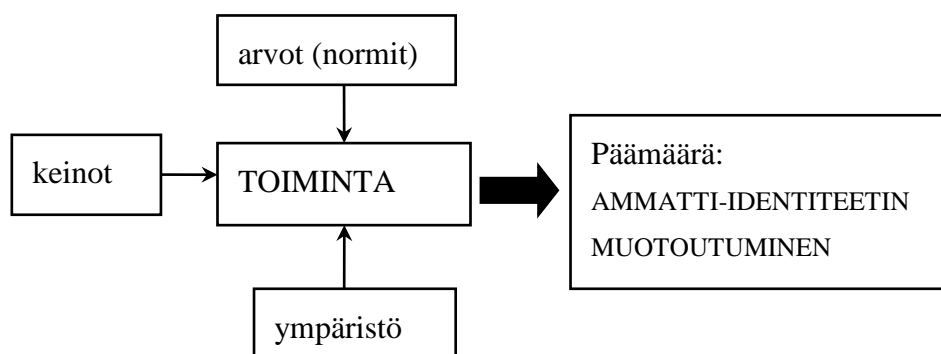 arvot (normit)
keinot
TOIMINTA
Päämäärä:
AMMATTI-IDENTITEETIN
MUOTOUTUMINEN
ympäristö